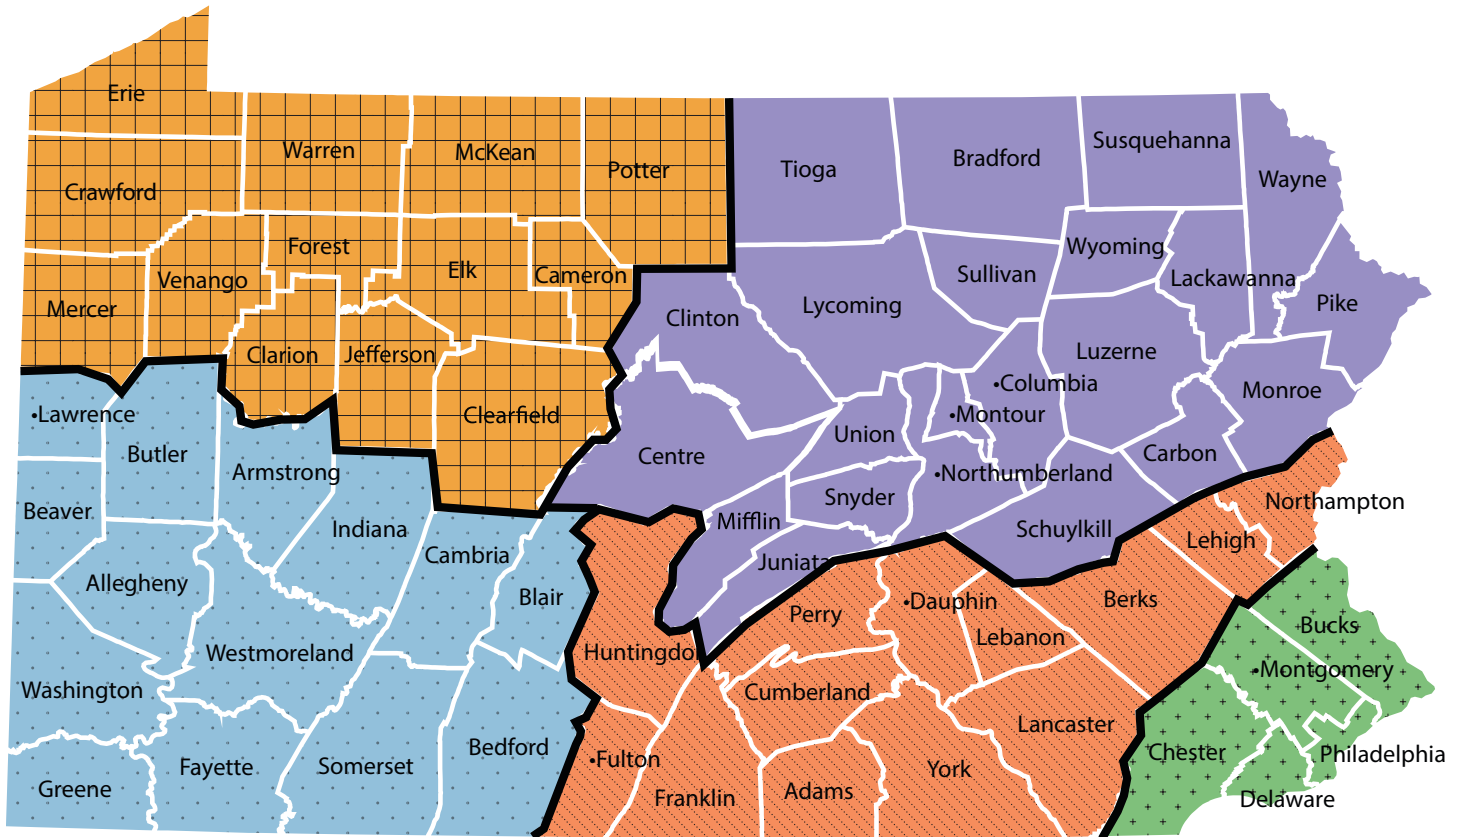 Erie
Warren
McKean
Potter
Tioga
Bradford
Susquehanna
Wayne
Crawford
Forest
Venango
Elk
Cameron
Mercer
Clarion
Jefferson
Clearfield
Clinton
Lycoming
Sullivan
Wyoming
Lackawanna
Pike
Luzerne
•Columbia
•Montour
Monroe
Union
Centre
•Northumberland
Carbon
Snyder
Mifflin
Juniata
Schuylkill
Northampton
Lehigh
•Lawrence
Butler
Armstrong
Beaver
Indiana
Cambria
Allegheny
Blair
Westmoreland
Washington
Greene
Fayette
Somerset
Bedford
Huntingdo
Perry
•Dauphin
Lebanon
Berks
Cumberland
Lancaster
•Fulton
Franklin
Adams
York
Bucks
•Montgomery
Chester
Philadelphia
Delaware